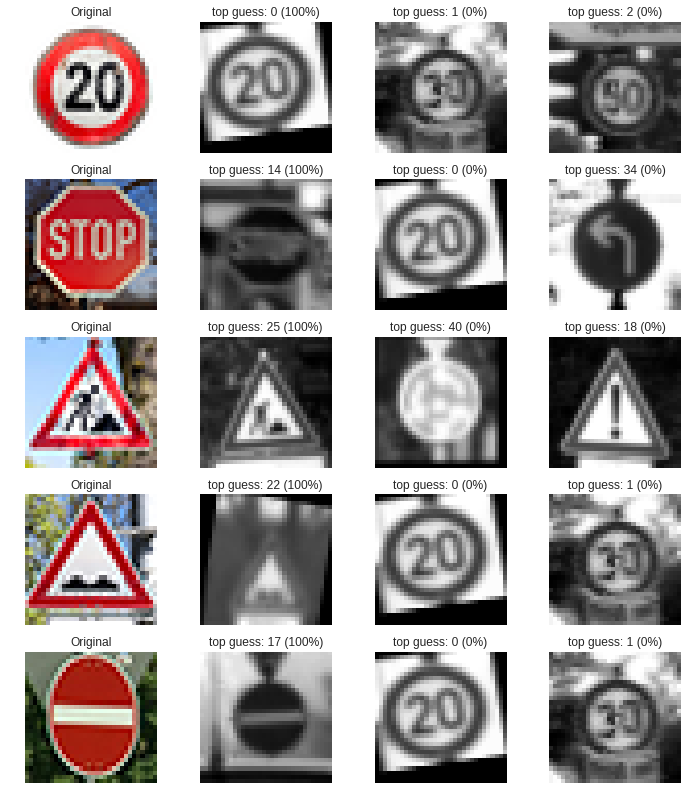 Original
top guess: 0 (100%)
top guess: 1 (0%)
top guess: 2 (0%)
20
20
30
50
Original
top guess: 14 (100%)
top guess: 0 (0%)
top guess: 34 (0%)
STOP
20
Original
top guess: 25 (100%)
top guess: 40 (0%)
top guess: 18 (0%)
!
Original
top guess: 22 (100%)
top guess: 0 (0%)
top guess: 1 (0%)
20
30
Original
top guess: 17 (100%)
top guess: 0 (0%)
top guess: 1 (0%)
20
30